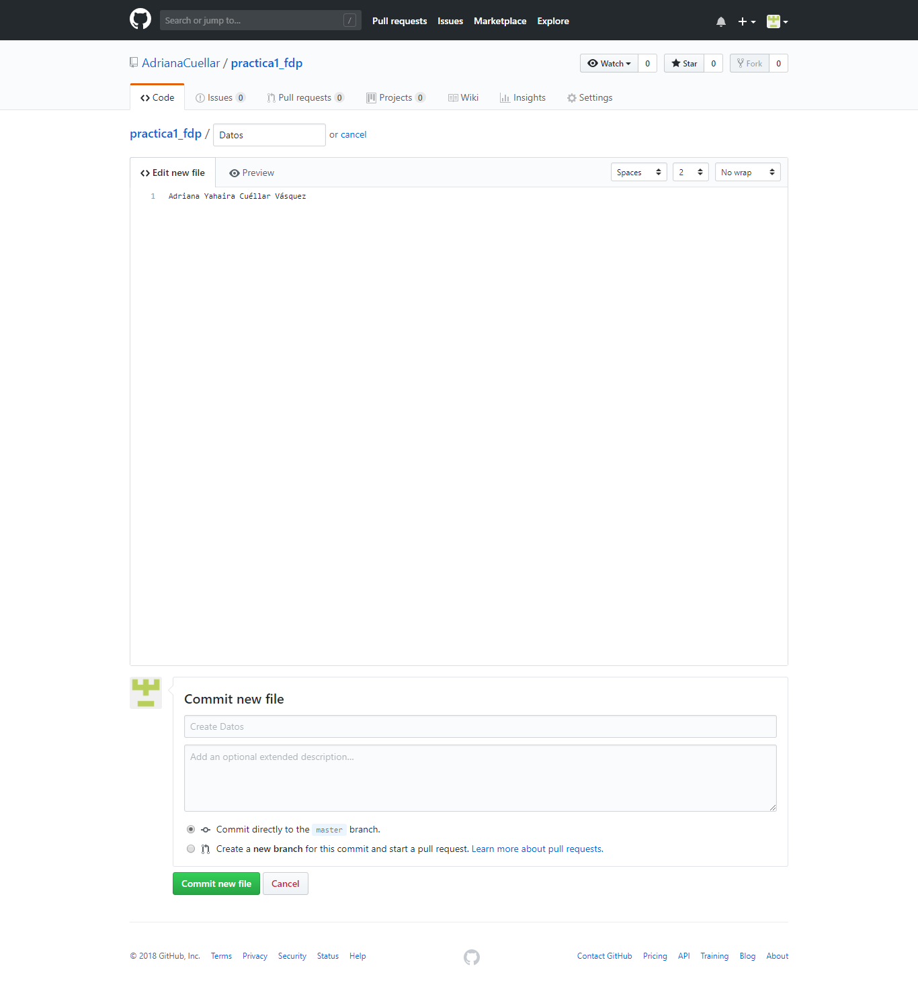 Search or jump to... / Pull requests Issues Marketplace Explore
AdrianaCuellar / practica1_fdp Watch 0 Star 0 Fork 0
Code Issues 0 Pull requests 0 Projects 0 Wiki Insights Settings
practica1_fdp / Datos or cancel
Edit new file Preview Spaces 2 No wrap
1 Adriana Yahaira Cuéllar Vásquez
Commit new file
Create Datos
Add an optional extended description...
Commit directly to the master branch.
Create a new branch for this commit and start a pull request. Learn more about pull requests.
Commit new file Cancel
© 2018 GitHub, Inc. Terms Privacy Security Status Help Contact GitHub Pricing API Training Blog About